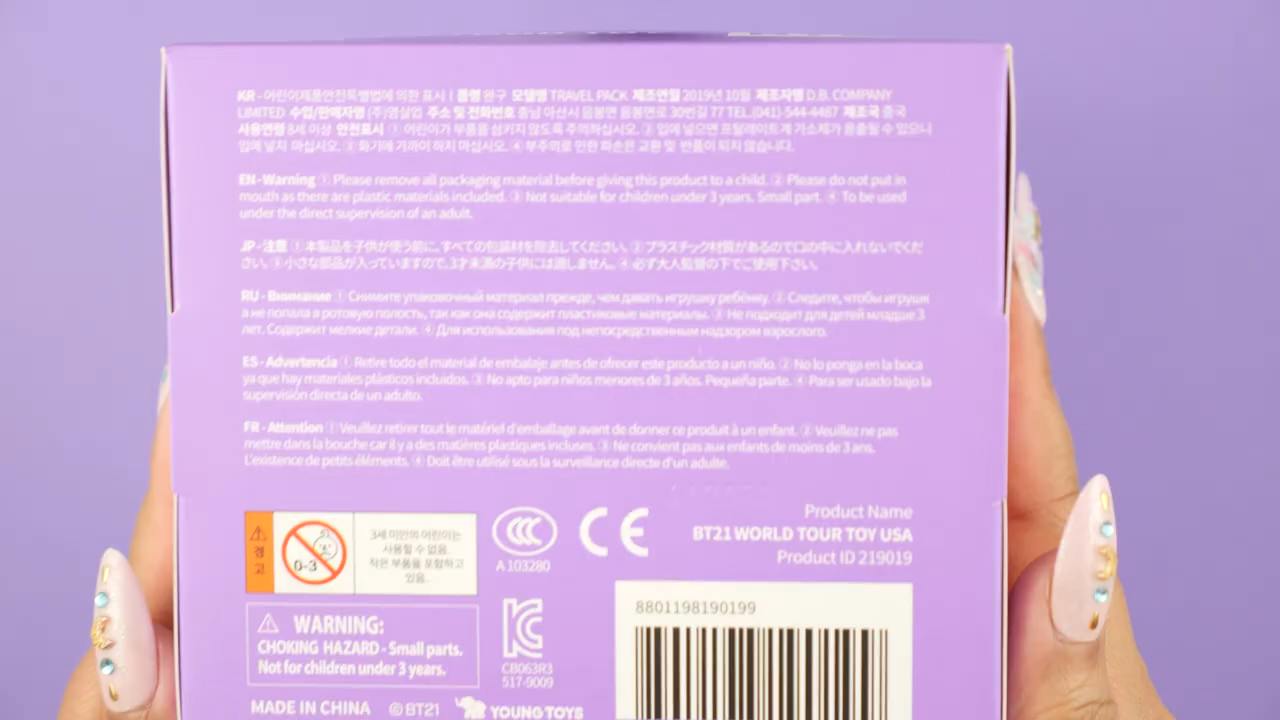 KR - 어린이제품안전특별법에 의한 표시 | 품명 완구 모델명 TRAVEL PACK 제조연월 2019년 10월 제조자명 D.B. COMPANY
LIMITED 수입/판매자명 (주)영실업 주소 및 전화번호 충남 아산시 음봉면 음봉면로 30번길 77 TEL.(041)-544-4467 제조국 중국
사용연령 8세 이상 안전표시 ① 어린이가 부품을 삼키지 않도록 주의하십시오. ② 입에 넣으면 프탈레이트계 가소제가 용출될 수 있으니
입에 넣지 마십시오. ③ 화기에 가까이 하지 마십시오. ④ 부주의로 인한 파손은 교환 및 반품이 되지 않습니다.
EN - Warning ① Please remove all packaging material before giving this product to a child. ② Please do not put in
mouth as there are plastic materials included. ③ Not suitable for children under 3 years. Small part. ④ To be used
under the direct supervision of an adult.
JP - 注意 ① 本製品を子供が使う前に、すべての包装材を除去してください。② プラスチック材質があるので口の中に入れないでくだ
さい。③ 小さな部品が入っていますので、3才未満の子供には適しません。④ 必ず大人監督の下でご使用下さい。
RU - Внимание ① Снимите упаковочный материал прежде, чем давать игрушку ребёнку. ② Следите, чтобы игрушк
а не попала в ротовую полость, так как она содержит пластиковые материалы. ③ Не подходит для детей младше 3
лет. Содержит мелкие детали. ④ Для использования под непосредственным надзором взрослого.
ES - Advertencia ① Retire todo el material de embalaje antes de ofrecer este producto a un niño. ② No lo ponga en la boca
ya que hay materiales plásticos incluidos. ③ No apto para niños menores de 3 años. Pequeña parte. ④ Para ser usado bajo la
supervisión directa de un adulto.
FR - Attention ① Veuillez retirer tout le matériel d'emballage avant de donner ce produit à un enfant. ② Veuillez ne pas
mettre dans la bouche car il y a des matières plastiques incluses. ③ Ne convient pas aux enfants de moins de 3 ans.
L'existence de petits éléments. ④ Doit être utilisé sous la surveillance directe d'un adulte.
경고
0-3
3세 미만의 어린이는
사용할 수 없음.
작은 부품을 포함하고
있음.
CCC
A 103280
CE
Product Name
BT21 WORLD TOUR TOY USA
Product ID 219019
WARNING:
CHOKING HAZARD - Small parts.
Not for children under 3 years.
KC
CB063R3
517-9009
8801198190199
MADE IN CHINA © BT21 YOUNG TOYS